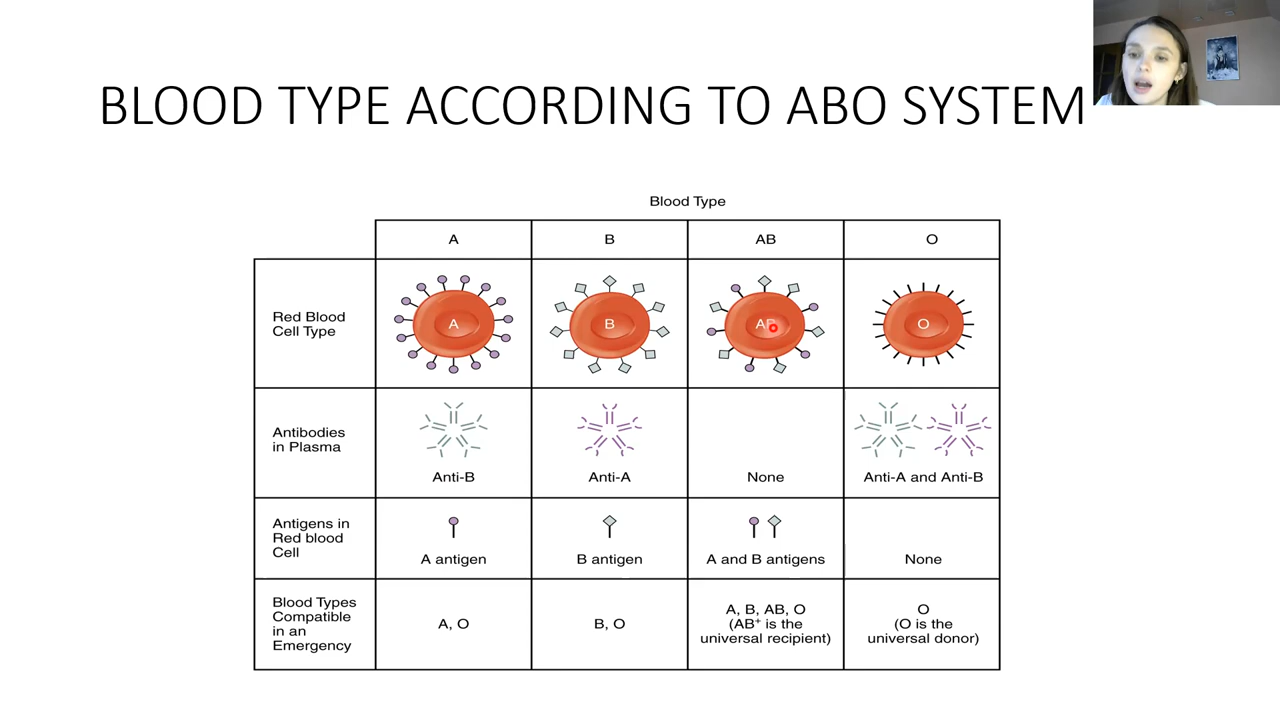 BLOOD TYPE ACCORDING TO ABO SYSTEM
Blood Type
A
B
AB
O
Red Blood
Cell Type
A
B
O
Antibodies
in Plasma
Anti-B
Anti-A
None
Anti-A and Anti-B
Antigens in
Red blood
Cell
A antigen
B antigen
A and B antigens
None
Blood Types
Compatible
in an
Emergency
A, O
B, O
A, B, AB, O
(AB⁺ is the
universal recipient)
O
(O is the
universal donor)